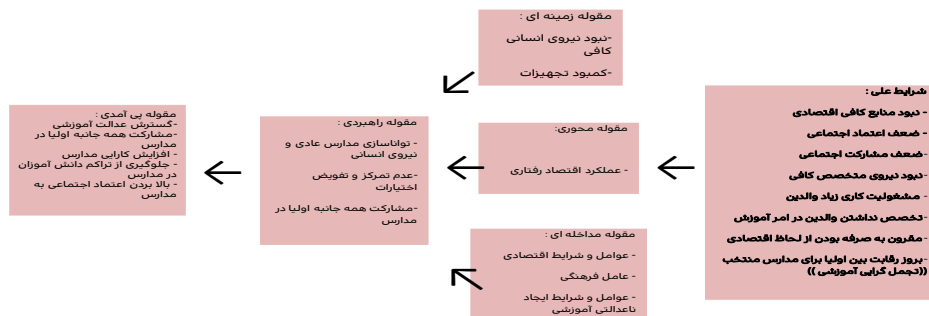 شرایط علی :
- نبود منابع کافی اقتصادی
- ضعف اعتماد اجتماعی
-ضعف مشارکت اجتماعی
-نبود نیروی متخصص کافی
- مشغولیت کاری زیاد والدین
-تخصص نداشتن والدین در امر آموزش
-مقرون به صرفه بودن از لحاظ اقتصادی
-بروز رقابت بین اولیا برای مدارس منتخب
((تجمل گرایی آموزشی ))
مقوله زمینه ای :
-نبود نیروی انسانی
کافی
-کمبود تجهیزات
مقوله محوری:
- عملکرد اقتصاد رفتاری
مقوله مداخله ای :
- عوامل و شرایط اقتصادی
- عامل فرهنگی
- عوامل و شرایط ایجاد
ناعدالتی آموزشی
مقوله راهبردی :
- تواناسازی مدارس عادی و
نیروی انسانی
-عدم تمرکز و تفویض
اختیارات
-مشارکت همه جانبه اولیا در
مدارس
مقوله پی آمدی :
-گسترش عدالت آموزشی
-مشارکت همه جانبه اولیا در
مدارس
- افزایش کارایی مدارس
- جلوگیری از تراکم دانش آموزان
در مدارس
- بالا بردن اعتماد اجتماعی به
مدارس